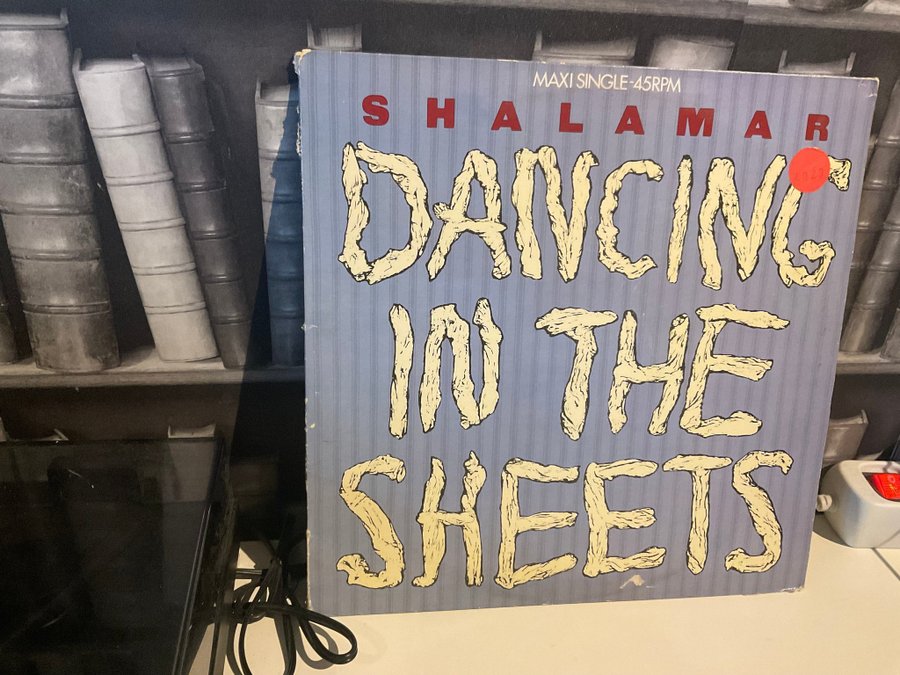 MAXI SINGLE-45RPM
SHALAMAR
DANCING
IN THE
SHEETS